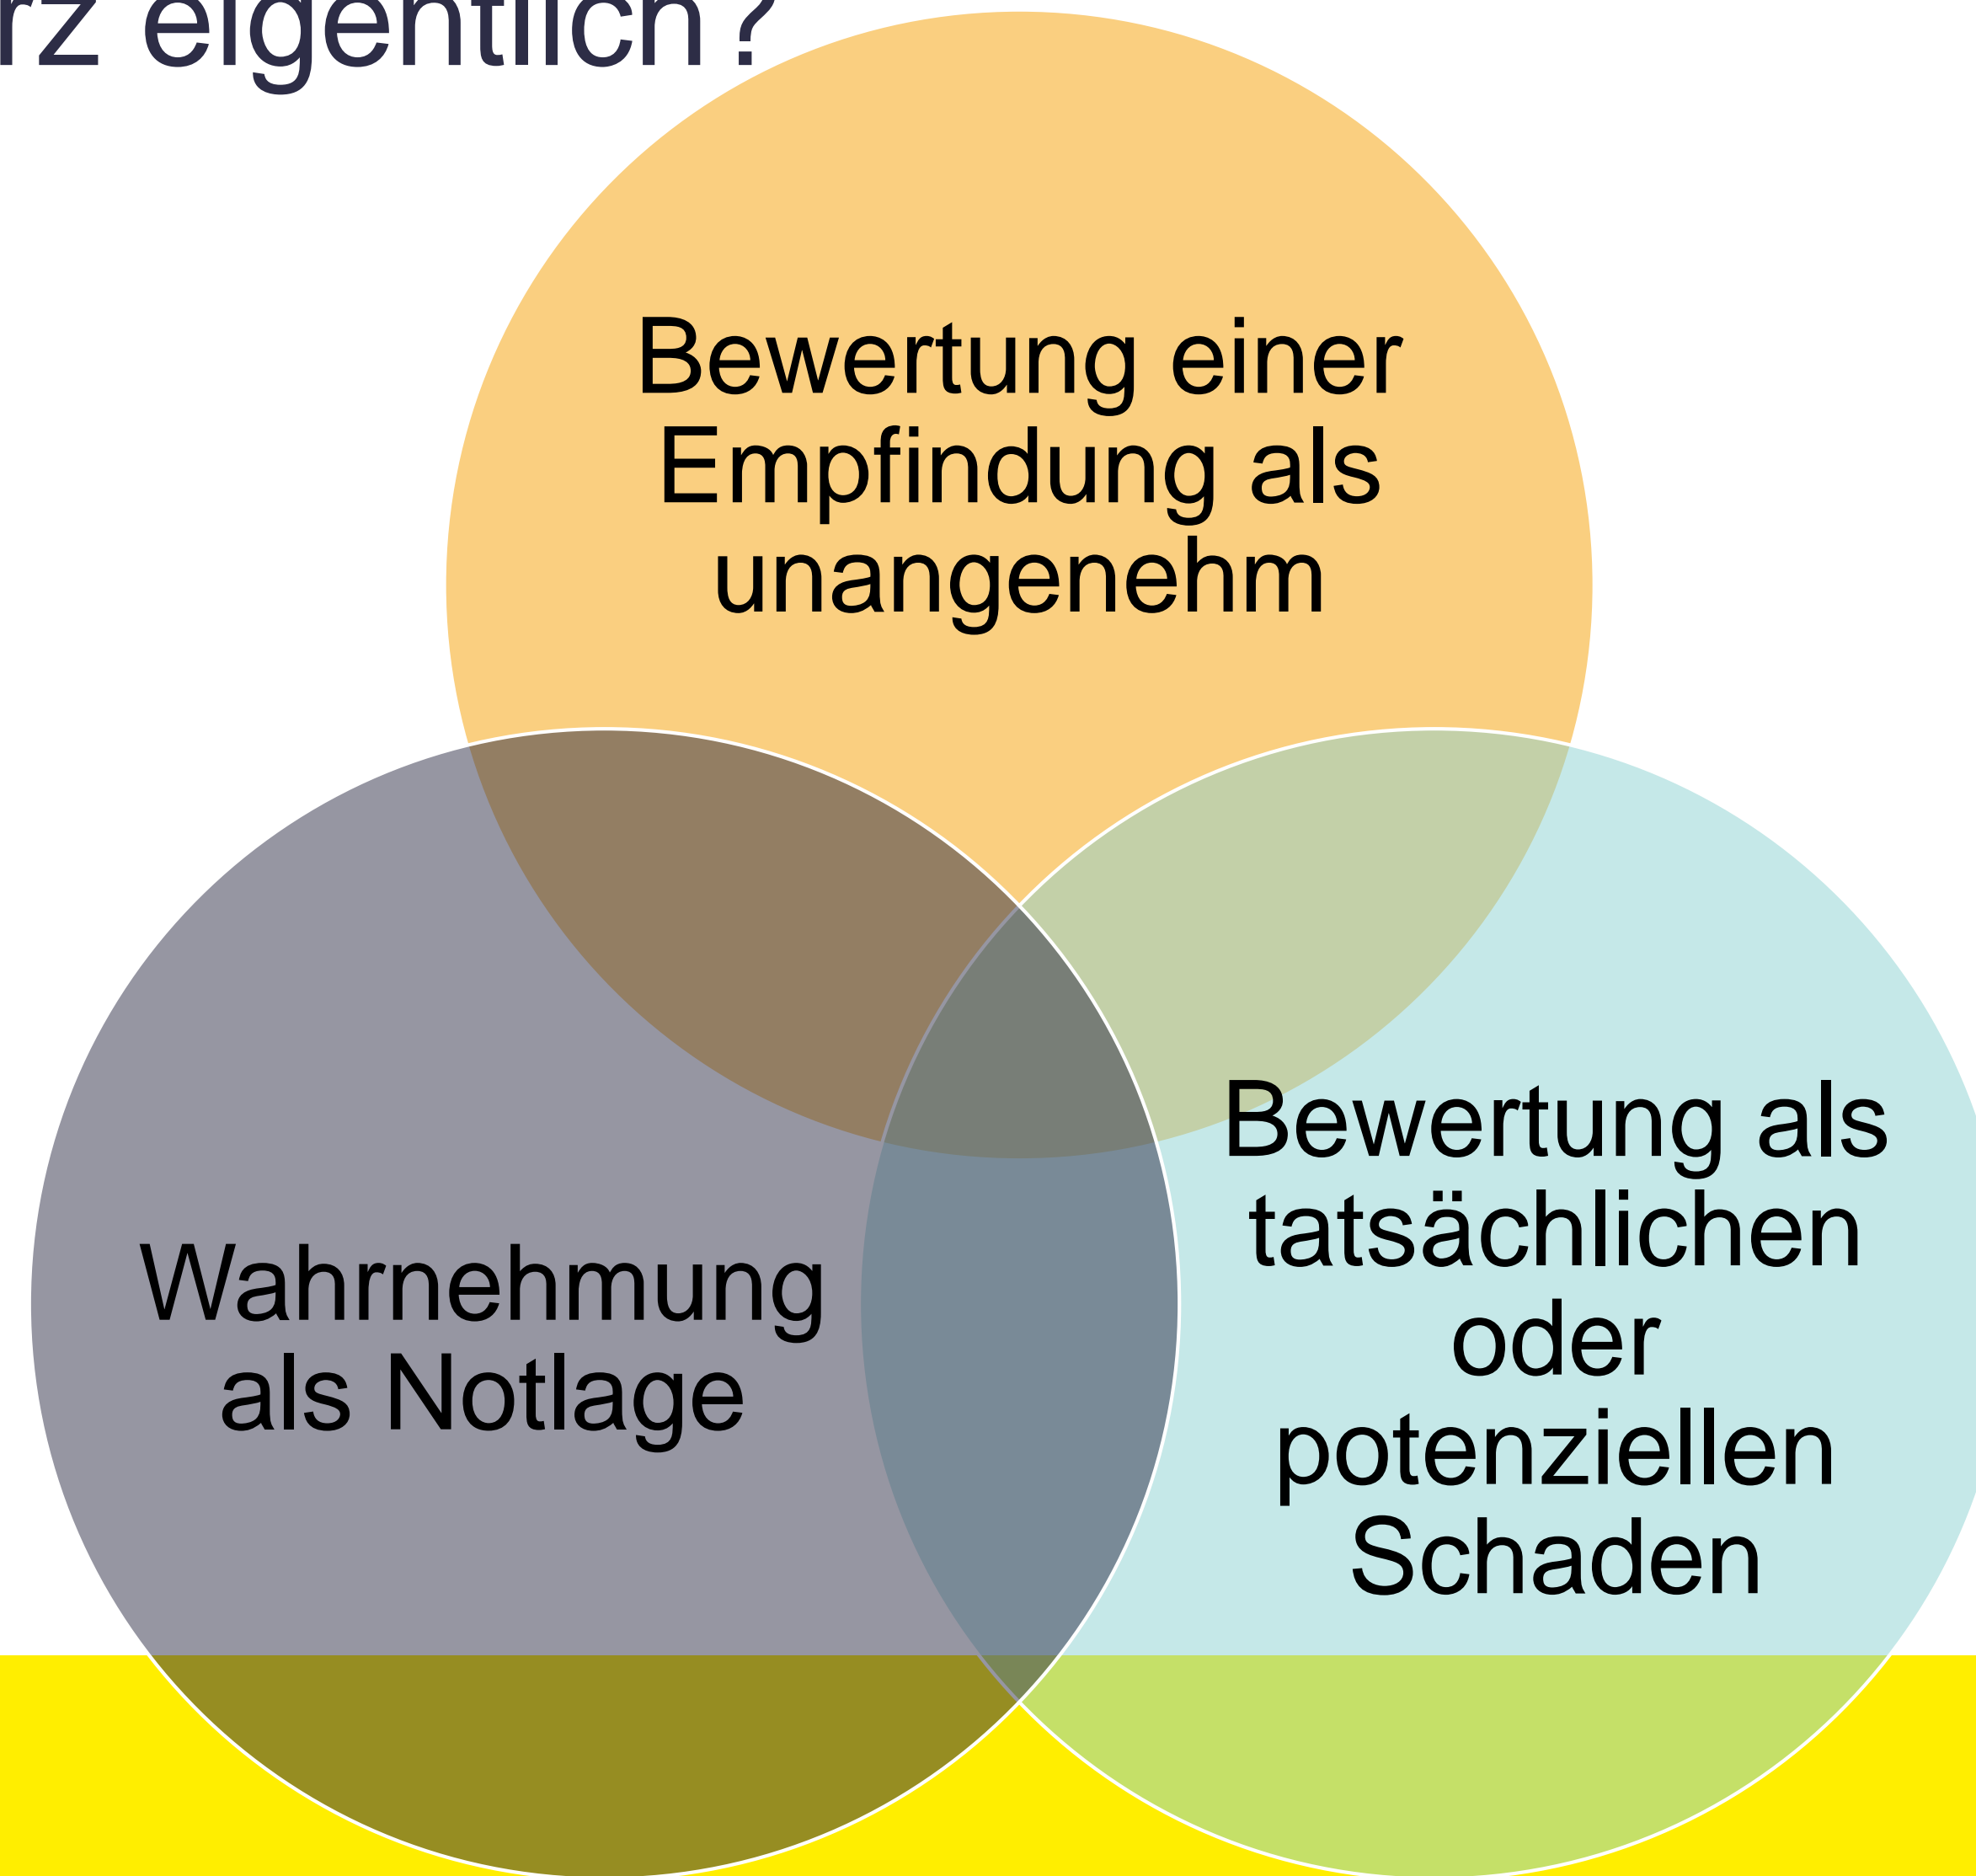 rz eigentlich?
Bewertung einer
Empfindung als
unangenehm
Wahrnehmung
als Notlage
Bewertung als
tatsächlichen
oder
potenziellen
Schaden